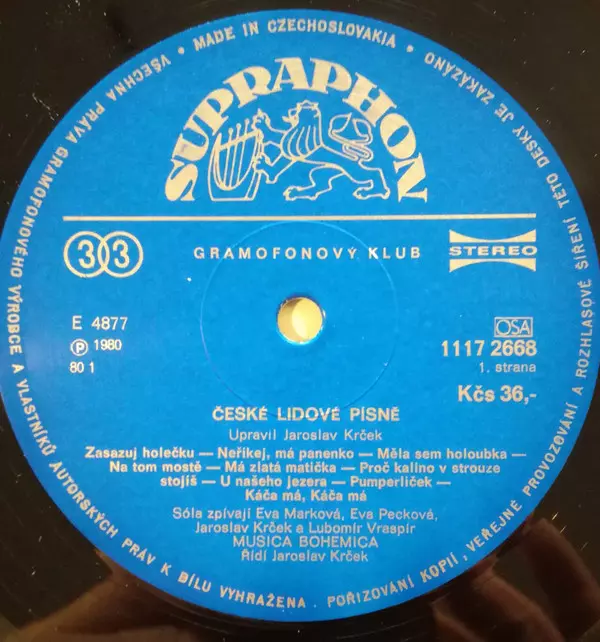 VŠECHNA PRÁVA GRAMOFONOVÉHO VÝROBCE A VLASTNÍKŮ AUTORSKÝCH PRÁV K DÍLU VYHRAŽENA. POŘIZOVÁNÍ KOPIÍ, VEŘEJNÉ PROVOZOVÁNÍ A ROZHLASOVÉ ŠÍŘENÍ TÉTO DESKY JE ZAKÁZÁNO • MADE IN CZECHOSLOVAKIA •
SUPRAPHON
33
GRAMOFONOVÝ KLUB
STEREO
E 4877
Ⓟ 1980
80 1
OSA
1117 2668
1. strana
Kčs 36,-
ČESKÉ LIDOVÉ PÍSNĚ
Upravil Jaroslav Krček
Zasazuj holečku — Neříkej, má panenko — Měla sem holoubka —
Na tom mostě — Má zlatá matička — Proč kalino v strouze
stojíš — U našeho jezera — Pumperliček —
Káča má, Káča má
Sóla zpívají Eva Marková, Eva Pecková,
Jaroslav Krček a Lubomír Vraspír
MUSICA BOHEMICA
Řídí Jaroslav Krček